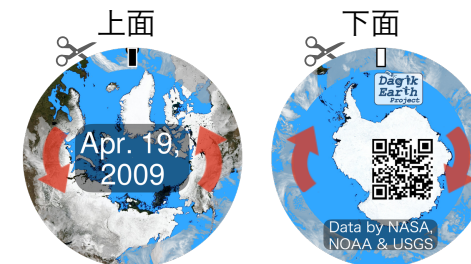 上面
下面
Apr. 19,
2009
Dagik
Earth
Project
Data by NASA,
NOAA & USGS